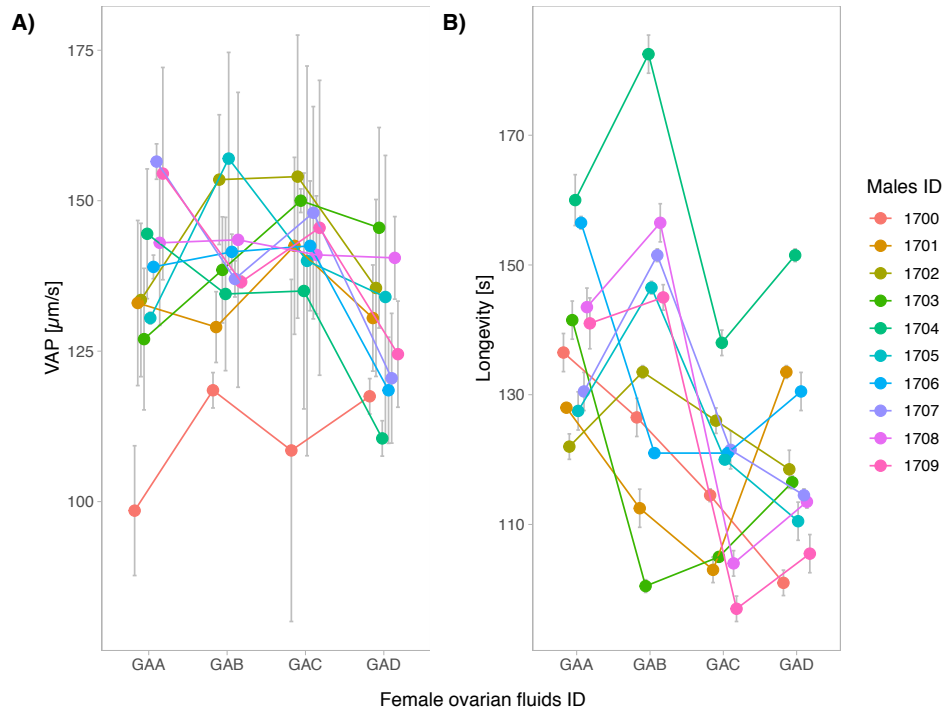 A)
B)
VAP [µm/s]
175
150
125
100
GAA GAB GAC GAD
Longevity [s]
170
150
130
110
GAA GAB GAC GAD
Female ovarian fluids ID
Males ID
1700
1701
1702
1703
1704
1705
1706
1707
1708
1709